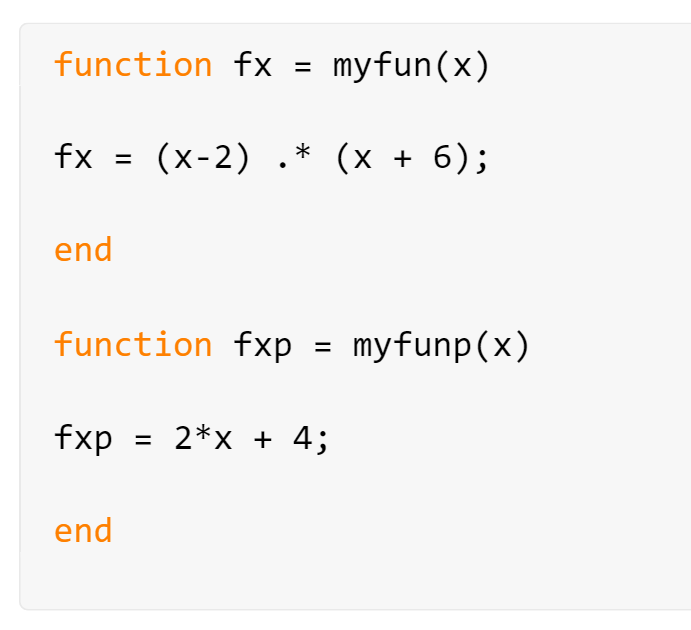 function fx = myfun(x)
fx = (x-2) .* (x + 6);
end
function fxp = myfunp(x)
fxp = 2*x + 4;
end